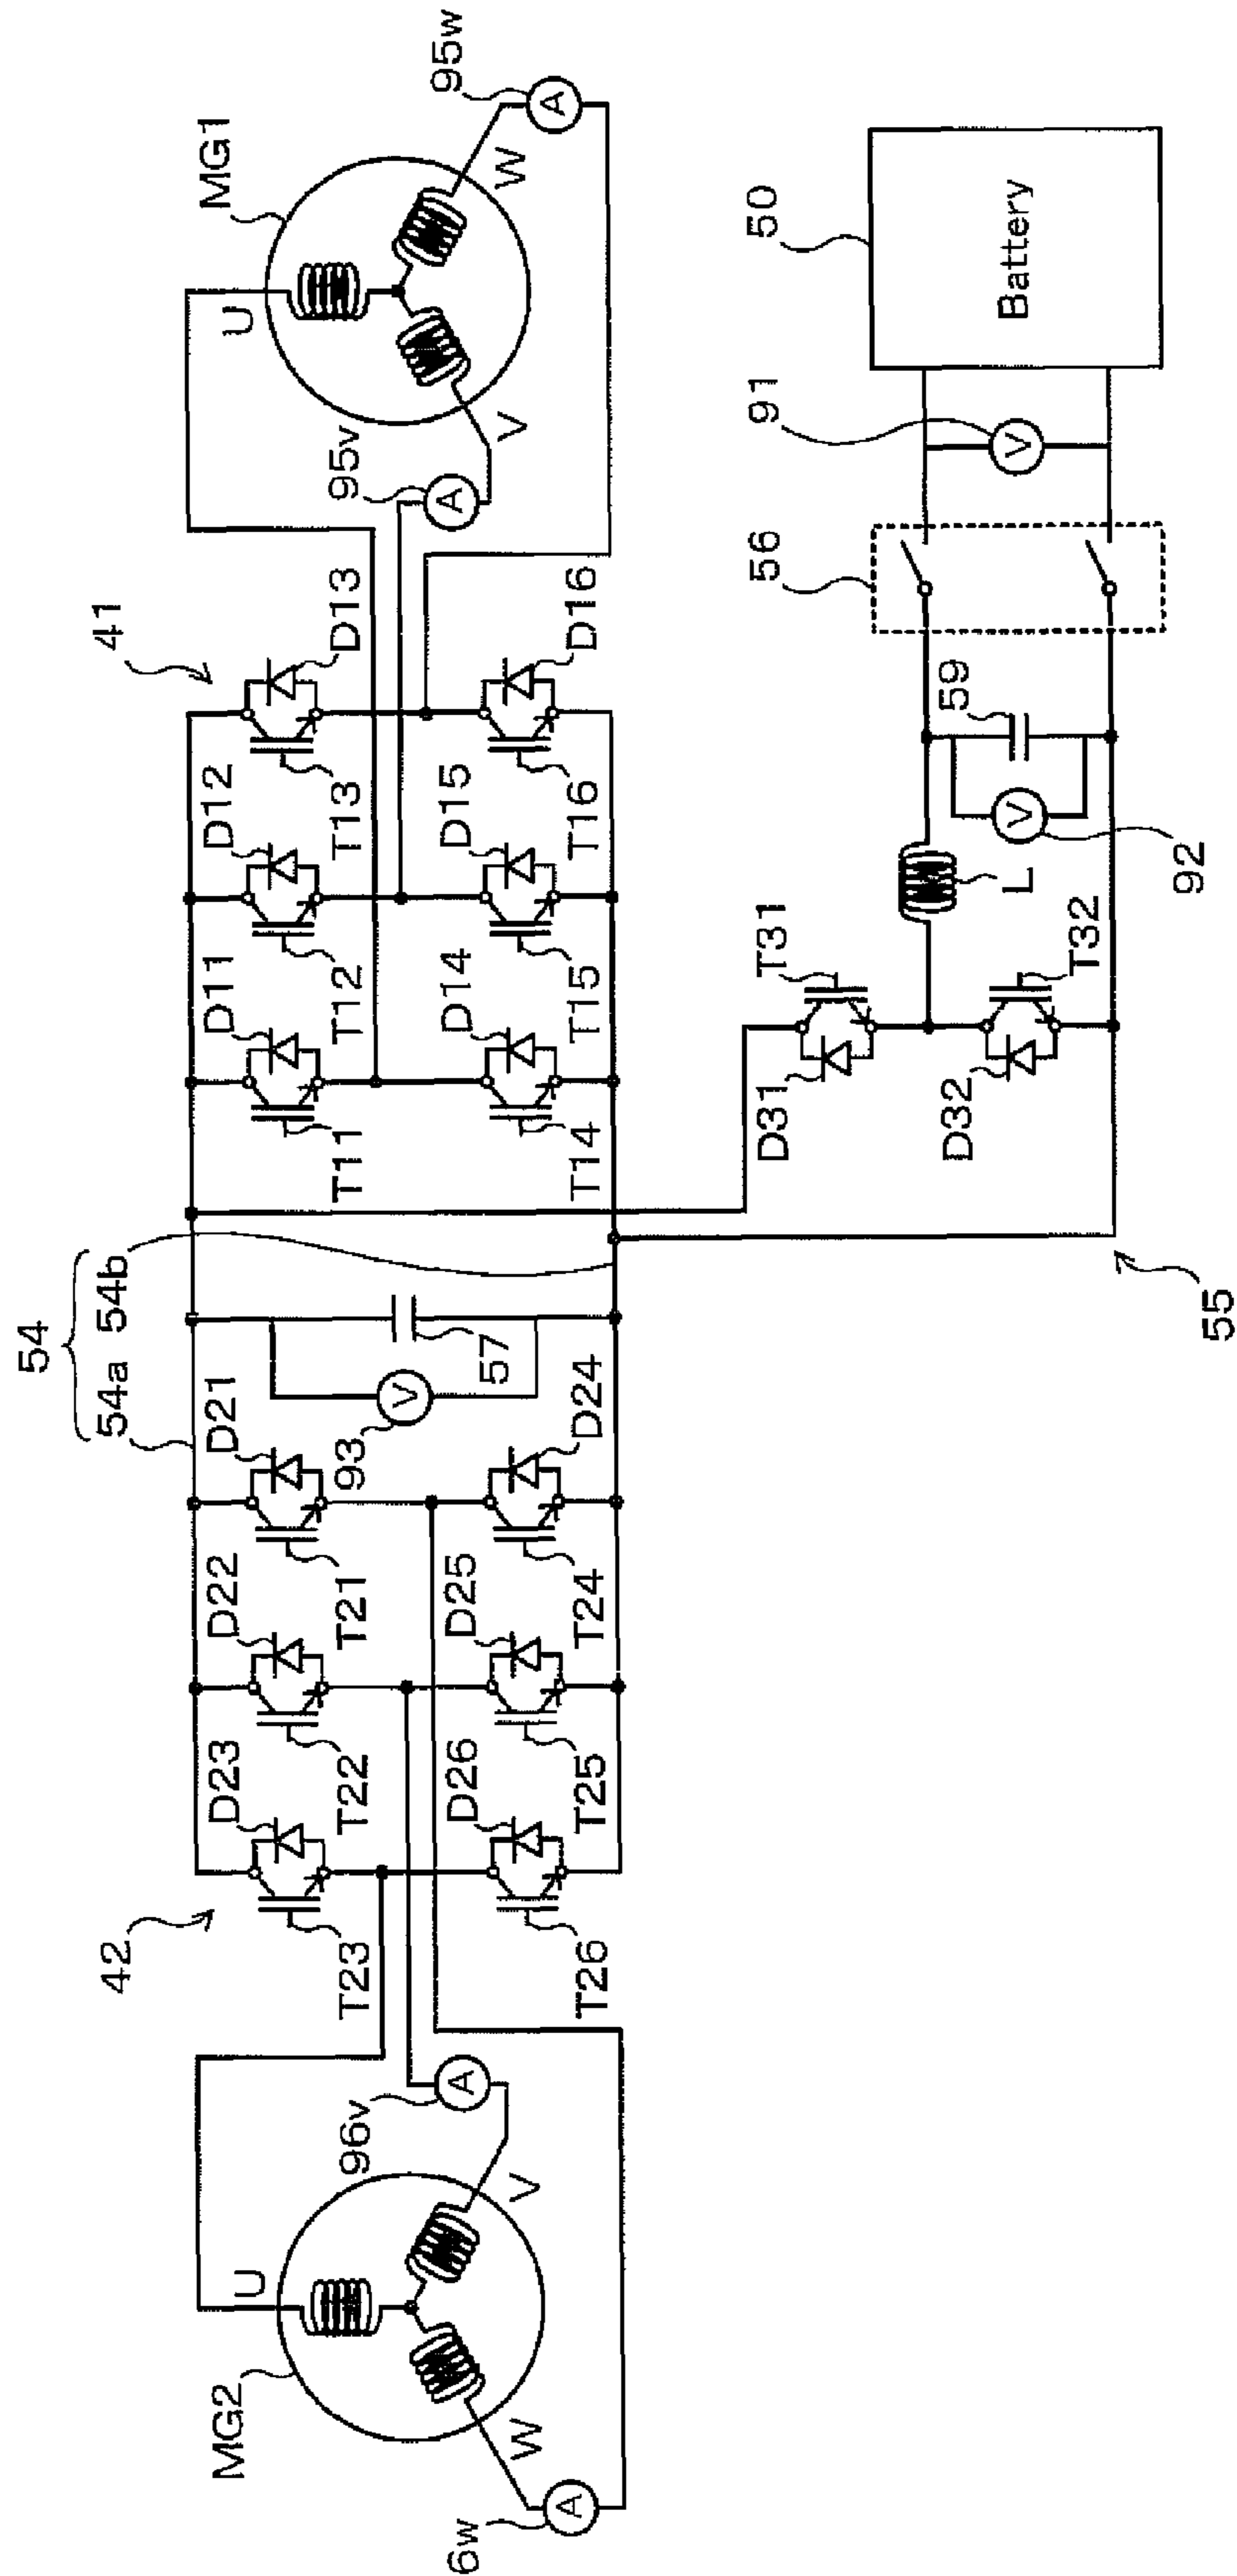 54
54a 54b
42
41
D23
D22
D21
D11
D12
D13
T23
T22
T21
T11
T12
T13
93
57
D26
D25
D24
D14
D15
D16
T26
T25
T24
T14
T15
T16
MG2
U
V
W
V
A
96v
A
6w
MG1
U
V
W
A
95v
A
95w
55
D31
T31
D32
T32
L
92
V
59
56
91
V
50
Battery